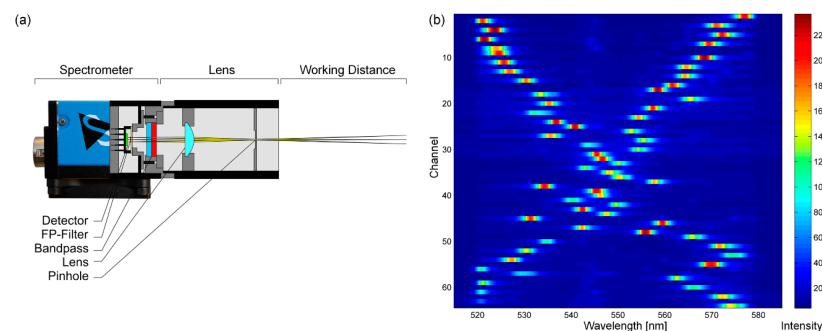 (a)
Spectrometer
Lens
Working Distance
Detector
FP-Filter
Bandpass
Lens
Pinhole
(b)
Channel
10
20
30
40
50
60
520
530
540
550
560
570
580
Wavelength [nm]
22
20
18
16
14
12
10
80
60
40
20
Intensity